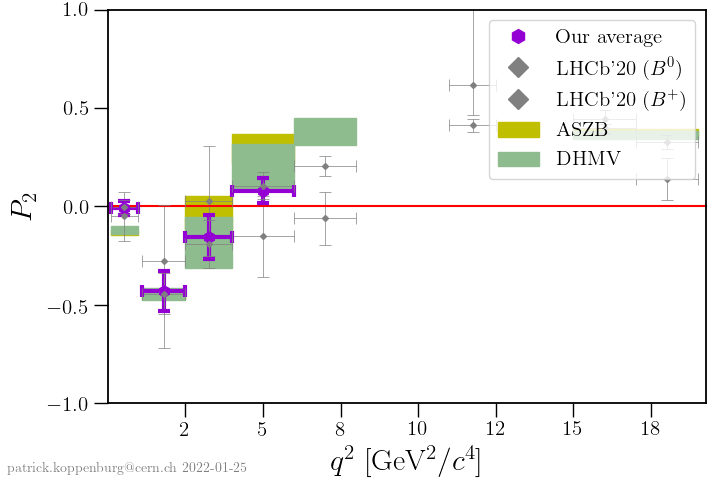 1.0
0.5
0.0
−0.5
−1.0
P₂
Our average
LHCb'20 (B⁰)
LHCb'20 (B⁺)
ASZB
DHMV
2 5 8 10 12 15 18
q² [GeV²/c⁴]
patrick.koppenburg@cern.ch 2022-01-25